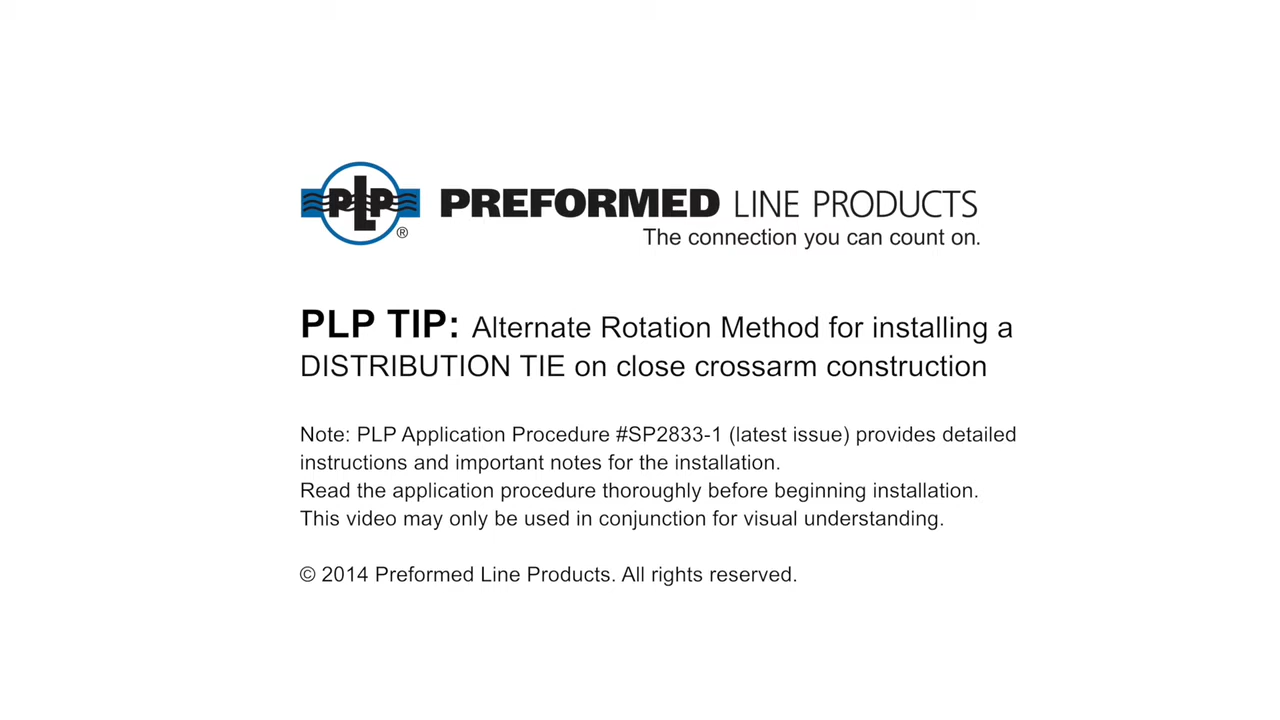 PLP®
PREFORMED LINE PRODUCTS
The connection you can count on.
PLP TIP: Alternate Rotation Method for installing a
DISTRIBUTION TIE on close crossarm construction
Note: PLP Application Procedure #SP2833-1 (latest issue) provides detailed
instructions and important notes for the installation.
Read the application procedure thoroughly before beginning installation.
This video may only be used in conjunction for visual understanding.
© 2014 Preformed Line Products. All rights reserved.